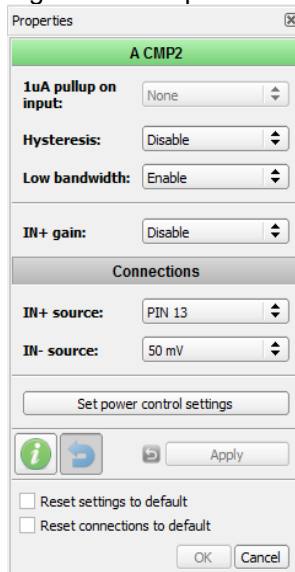 Properties
A CMP2
1uA pullup on
input:
None
Hysteresis:
Disable
Low bandwidth:
Enable
IN+ gain:
Disable
Connections
IN+ source:
PIN 13
IN- source:
50 mV
Set power control settings
Apply
Reset settings to default
Reset connections to default
OK
Cancel